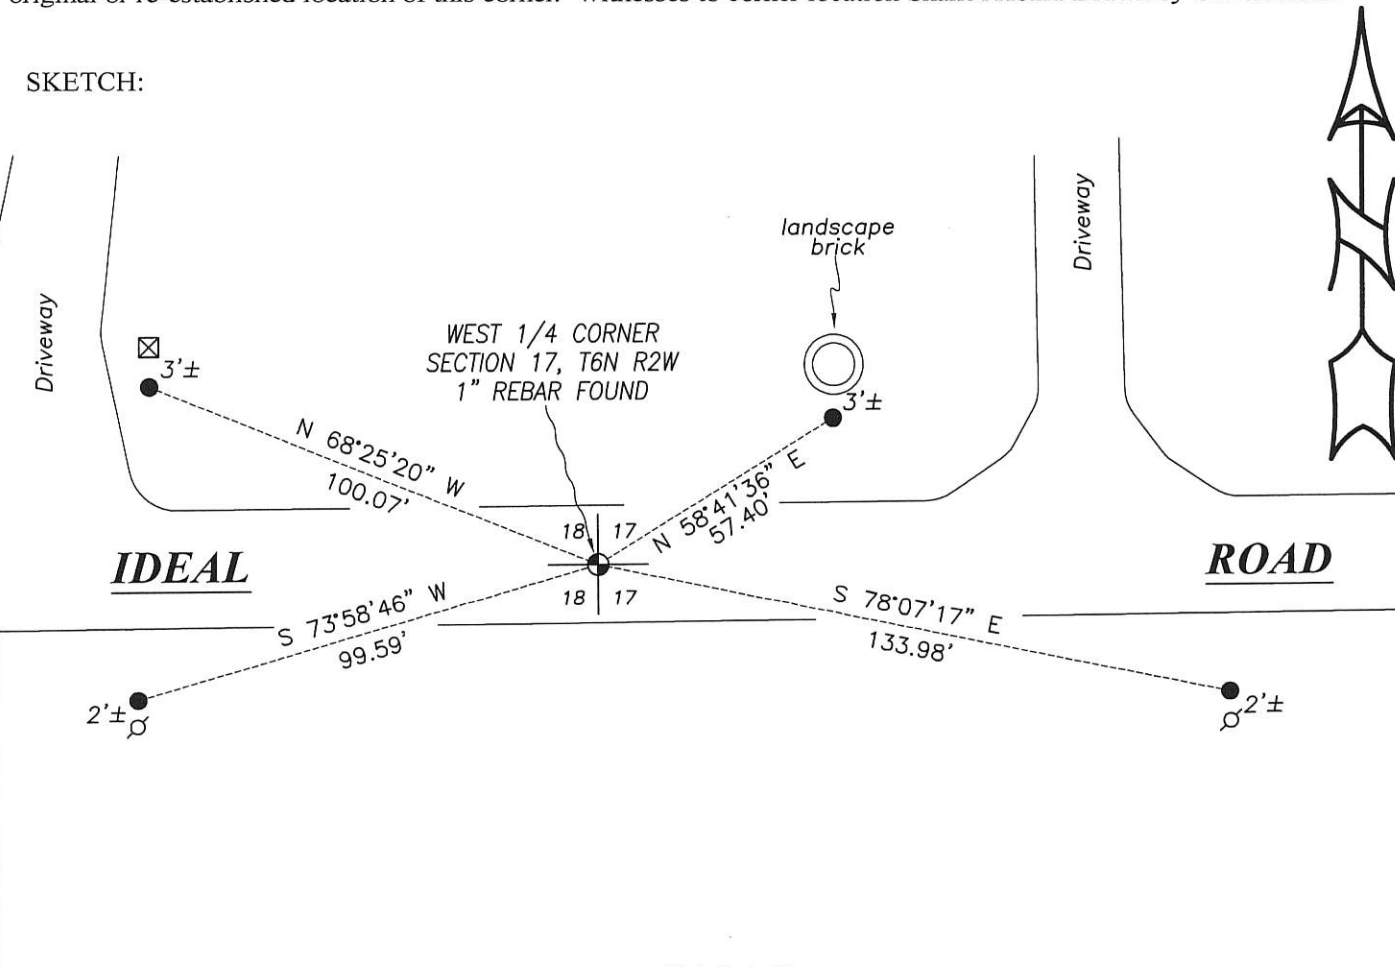 SKETCH:
landscape
brick
Driveway
Driveway
WEST 1/4 CORNER
SECTION 17, T6N R2W
1" REBAR FOUND
3'±
3'±
N 68°25'20" W
100.07'
N 58°41'36" E
57.40'
18 17
IDEAL
ROAD
18 17
S 73°58'46" W
99.59'
S 78°07'17" E
133.98'
2'±
2'±
N